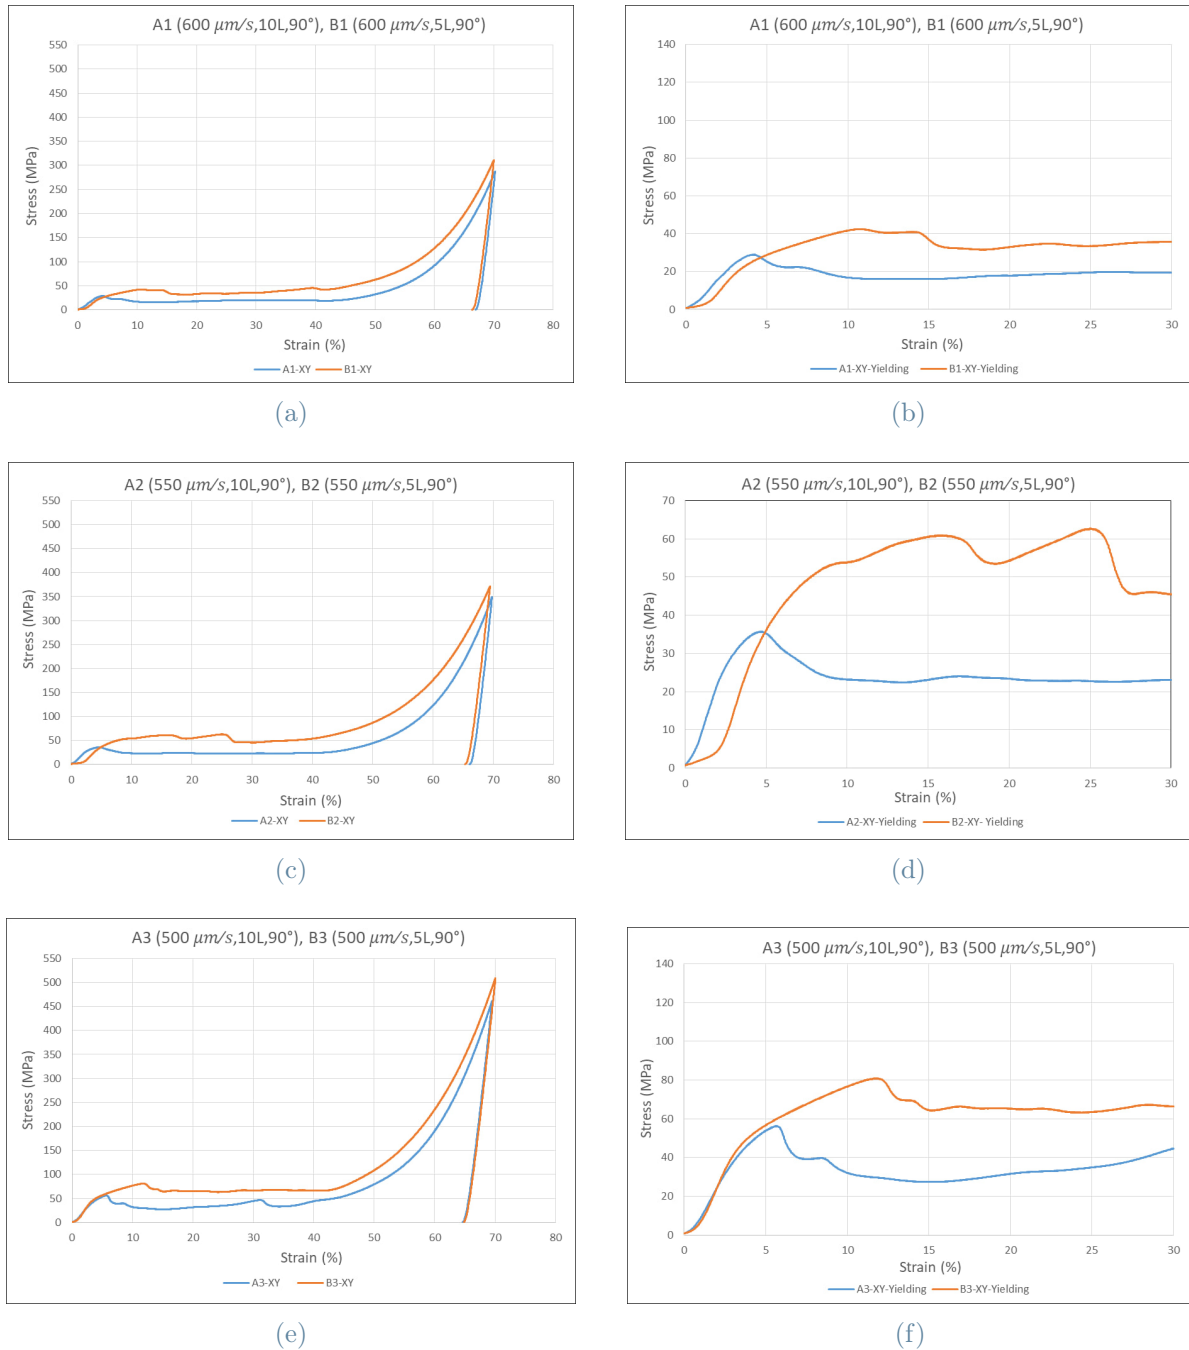 A1 (600 μm/s,10L,90°), B1 (600 μm/s,5L,90°)
550
500
450
400
350
300
250
200
150
100
50
0
Stress (MPa)
0 10 20 30 40 50 60 70 80
Strain (%)
A1-XY B1-XY
(a)
A1 (600 μm/s,10L,90°), B1 (600 μm/s,5L,90°)
140
120
100
80
60
40
20
0
Stress (MPa)
0 5 10 15 20 25 30
Strain (%)
A1-XY-Yielding B1-XY-Yielding
(b)
A2 (550 μm/s,10L,90°), B2 (550 μm/s,5L,90°)
550
500
450
400
350
300
250
200
150
100
50
0
Stress (MPa)
0 10 20 30 40 50 60 70 80
Strain (%)
A2-XY B2-XY
(c)
A2 (550 μm/s,10L,90°), B2 (550 μm/s,5L,90°)
70
60
50
40
30
20
10
0
Stress (MPa)
0 5 10 15 20 25 30
Strain (%)
A2-XY-Yielding B2-XY- Yielding
(d)
A3 (500 μm/s,10L,90°), B3 (500 μm/s,5L,90°)
550
500
450
400
350
300
250
200
150
100
50
0
Stress (MPa)
0 10 20 30 40 50 60 70 80
Strain (%)
A3-XY B3-XY
(e)
A3 (500 μm/s,10L,90°), B3 (500 μm/s,5L,90°)
140
120
100
80
60
40
20
0
Stress (MPa)
0 5 10 15 20 25 30
Strain (%)
A3-XY-Yielding B3-XY-Yielding
(f)